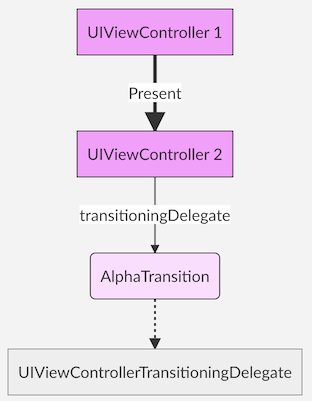 UIViewController 1
Present
UIViewController 2
transitioningDelegate
AlphaTransition
UIViewControllerTransitioningDelegate